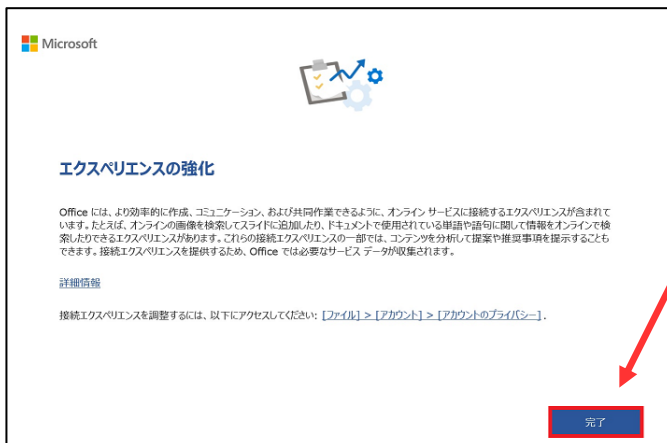 Microsoft
エクスペリエンスの強化
Office には、より効率的に作成、コミュニケーション、および共同作業できるように、オンライン サービスに接続するエクスペリエンスが含まれて
います。たとえば、オンラインの画像を検索してスライドに追加したり、ドキュメントで使用されている単語や語句に関して情報をオンラインで検
索したりできるエクスペリエンスがあります。これらの接続エクスペリエンスの一部では、コンテンツを分析して提案や推奨事項を提示することも
できます。接続エクスペリエンスを提供するため、Office では必要なサービス データが収集されます。
詳細情報
接続エクスペリエンスを調整するには、以下にアクセスしてください: [ファイル] > [アカウント] > [アカウントのプライバシー] .
完了